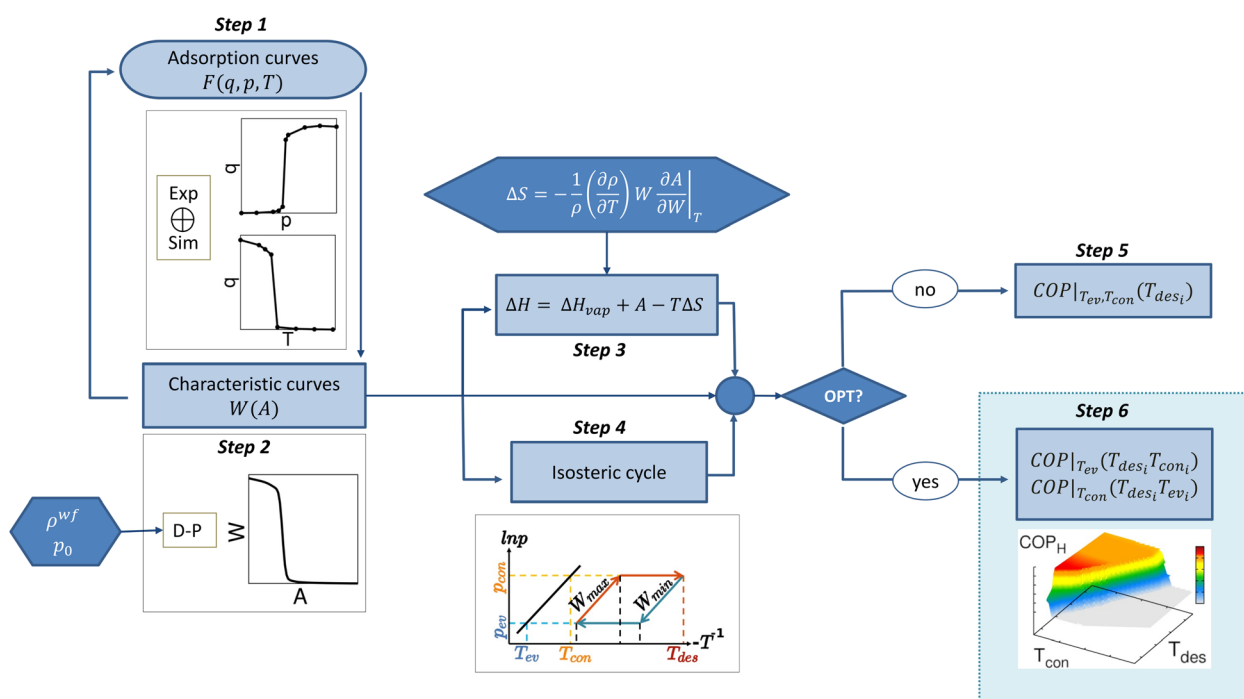 Step 1
Adsorption curves
F(q, p, T)
q
p
Exp
⊕
Sim
q
T
Characteristic curves
W(A)
Step 2
ρ^wf
p₀
D-P
W
A
ΔS = −1/ρ (∂ρ/∂T) W ∂A/∂W|_T
ΔH = ΔH_vap + A − TΔS
Step 3
Step 4
Isosteric cycle
lnp
p_con
p_ev
W_max
W_min
-T^-1
T_ev
T_con
T_des
OPT?
no
yes
Step 5
COP|_{T_ev,T_con}(T_des_i)
Step 6
COP|_{T_ev}(T_des_i T_con_i)
COP|_{T_con}(T_des_i T_ev_i)
COP_H
T_con
T_des